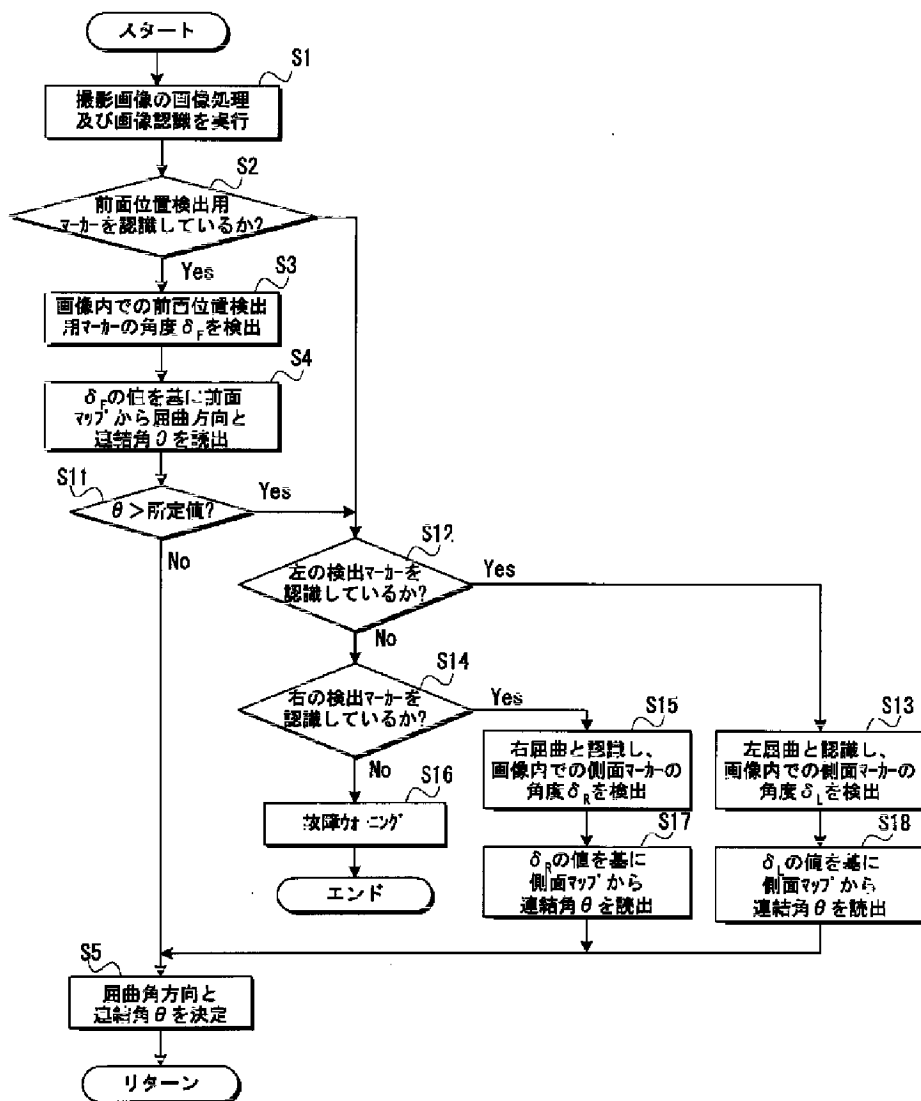 スタート
S1
撮影画像の画像処理
及び画像認識を実行
S2
前面位置検出用
マーカーを認識しているか?
Yes
S3
画像内での前面位置検出
用マーカーの角度δFを検出
S4
δFの値を基に前面
マップから屈曲方向と
連結角θを読出
S11
θ>所定値?
Yes
No
S12
左の検出マーカーを
認識しているか?
Yes
No
S14
右の検出マーカーを
認識しているか?
Yes
No
S15
右屈曲と認識し、
画像内での側面マーカーの
角度δRを検出
S13
左屈曲と認識し、
画像内での側面マーカーの
角度δLを検出
S16
故障ウォーニング
エンド
S17
δRの値を基に
側面マップから
連結角θを読出
S18
δLの値を基に
側面マップから
連結角θを読出
S5
屈曲角方向と
連結角θを決定
リターン